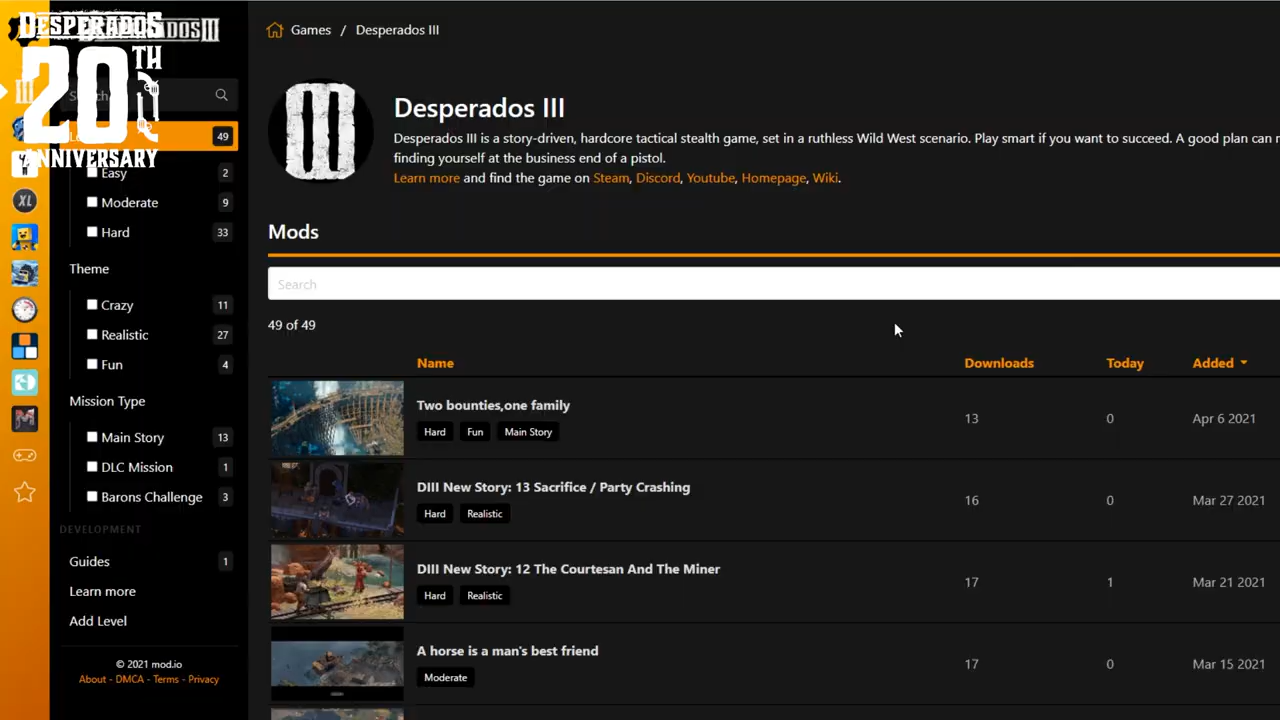 DESPERADOS III
DESPERADOS
20TH
ANNIVERSARY
49
Easy 2
Moderate 9
Hard 33
Theme
Crazy 11
Realistic 27
Fun 4
Mission Type
Main Story 13
DLC Mission 1
Barons Challenge 3
DEVELOPMENT
Guides 1
Learn more
Add Level
© 2021 mod.io
About - DMCA - Terms - Privacy
XL
Games / Desperados III
III
Desperados III
Desperados III is a story-driven, hardcore tactical stealth game, set in a ruthless Wild West scenario. Play smart if you want to succeed. A good plan can
finding yourself at the business end of a pistol.
Learn more and find the game on Steam, Discord, Youtube, Homepage, Wiki.
Mods
Search
49 of 49
Name Downloads Today Added
Two bounties,one family
Hard Fun Main Story
13 0 Apr 6 2021
DIII New Story: 13 Sacrifice / Party Crashing
Hard Realistic
16 0 Mar 27 2021
DIII New Story: 12 The Courtesan And The Miner
Hard Realistic
17 1 Mar 21 2021
A horse is a man's best friend
Moderate
17 0 Mar 15 2021